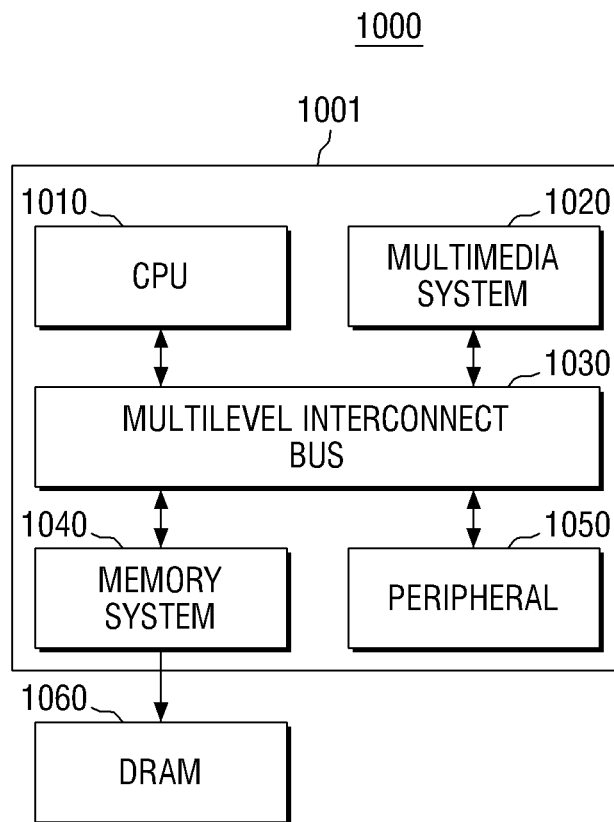 1000
1001
1010
1020
CPU
MULTIMEDIA
SYSTEM
1030
MULTILEVEL INTERCONNECT
BUS
1040
1050
MEMORY
SYSTEM
PERIPHERAL
1060
DRAM